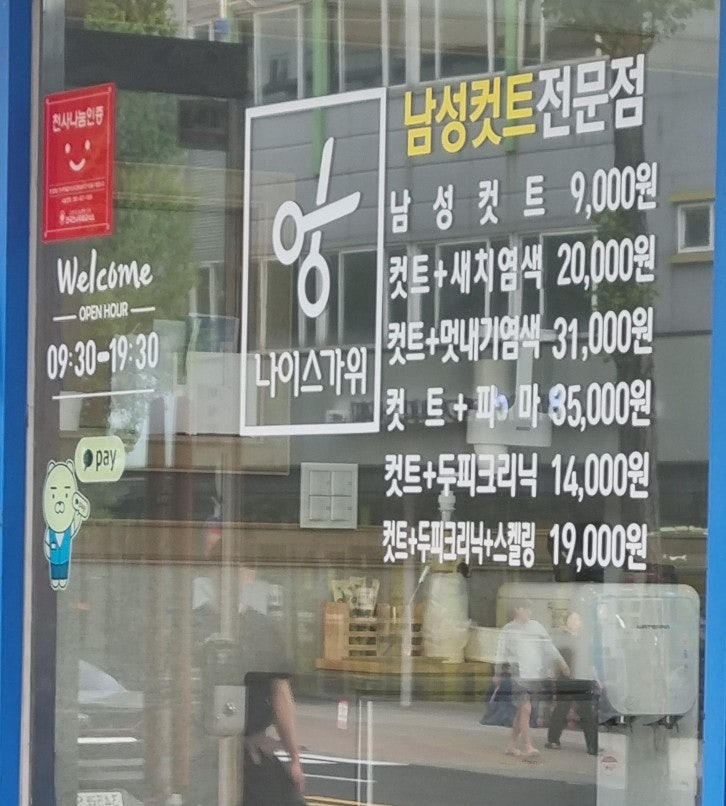 천사나눔인증
Welcome
OPEN HOUR
09:30-19:30
pay
나이스가위
남성컷트전문점
남성컷트 9,000원
컷트+새치염색 20,000원
컷트+멋내기염색 31,000원
컷트+파마 35,000원
컷트+두피크리닉 14,000원
컷트+두피크리닉+스켈링 19,000원